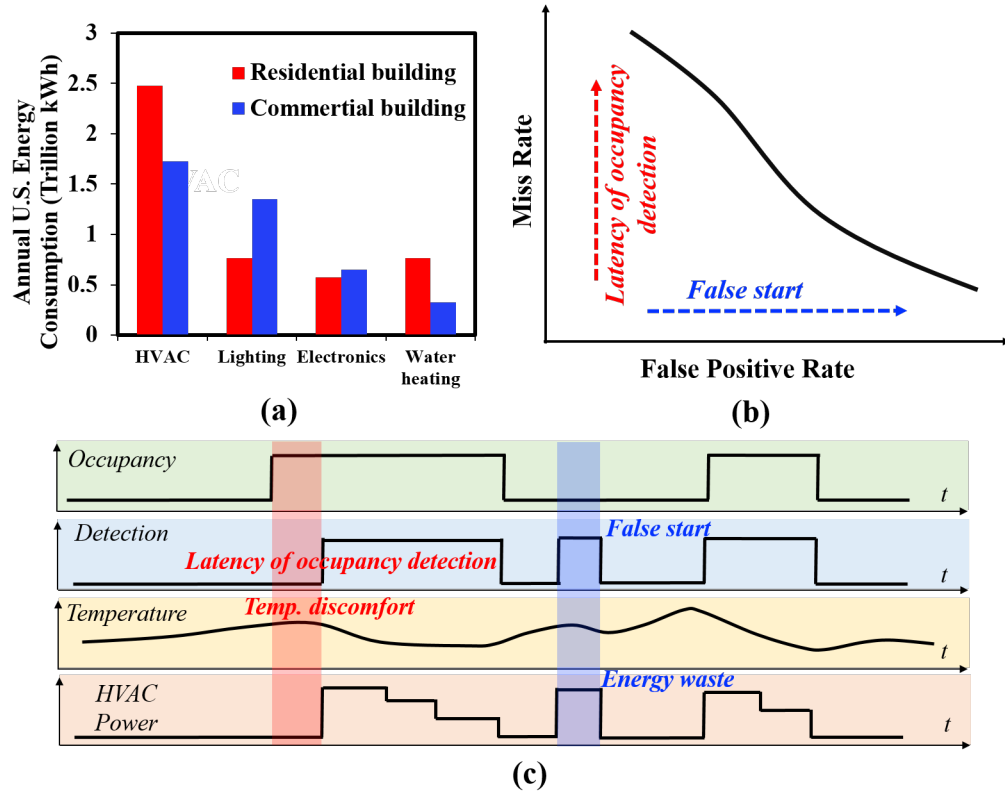 Annual U.S. Energy
Consumption (Trillion kWh)
3
2.5
2
1.5
1
0.5
0
Residential building
Commertial building
VAC
HVAC
Lighting
Electronics
Water
heating
(a)
Miss Rate
Latency of occupancy
detection
False start
False Positive Rate
(b)
Occupancy
t
Detection
False start
Latency of occupancy detection
t
Temp. discomfort
Temperature
t
Energy waste
HVAC
Power
t
(c)